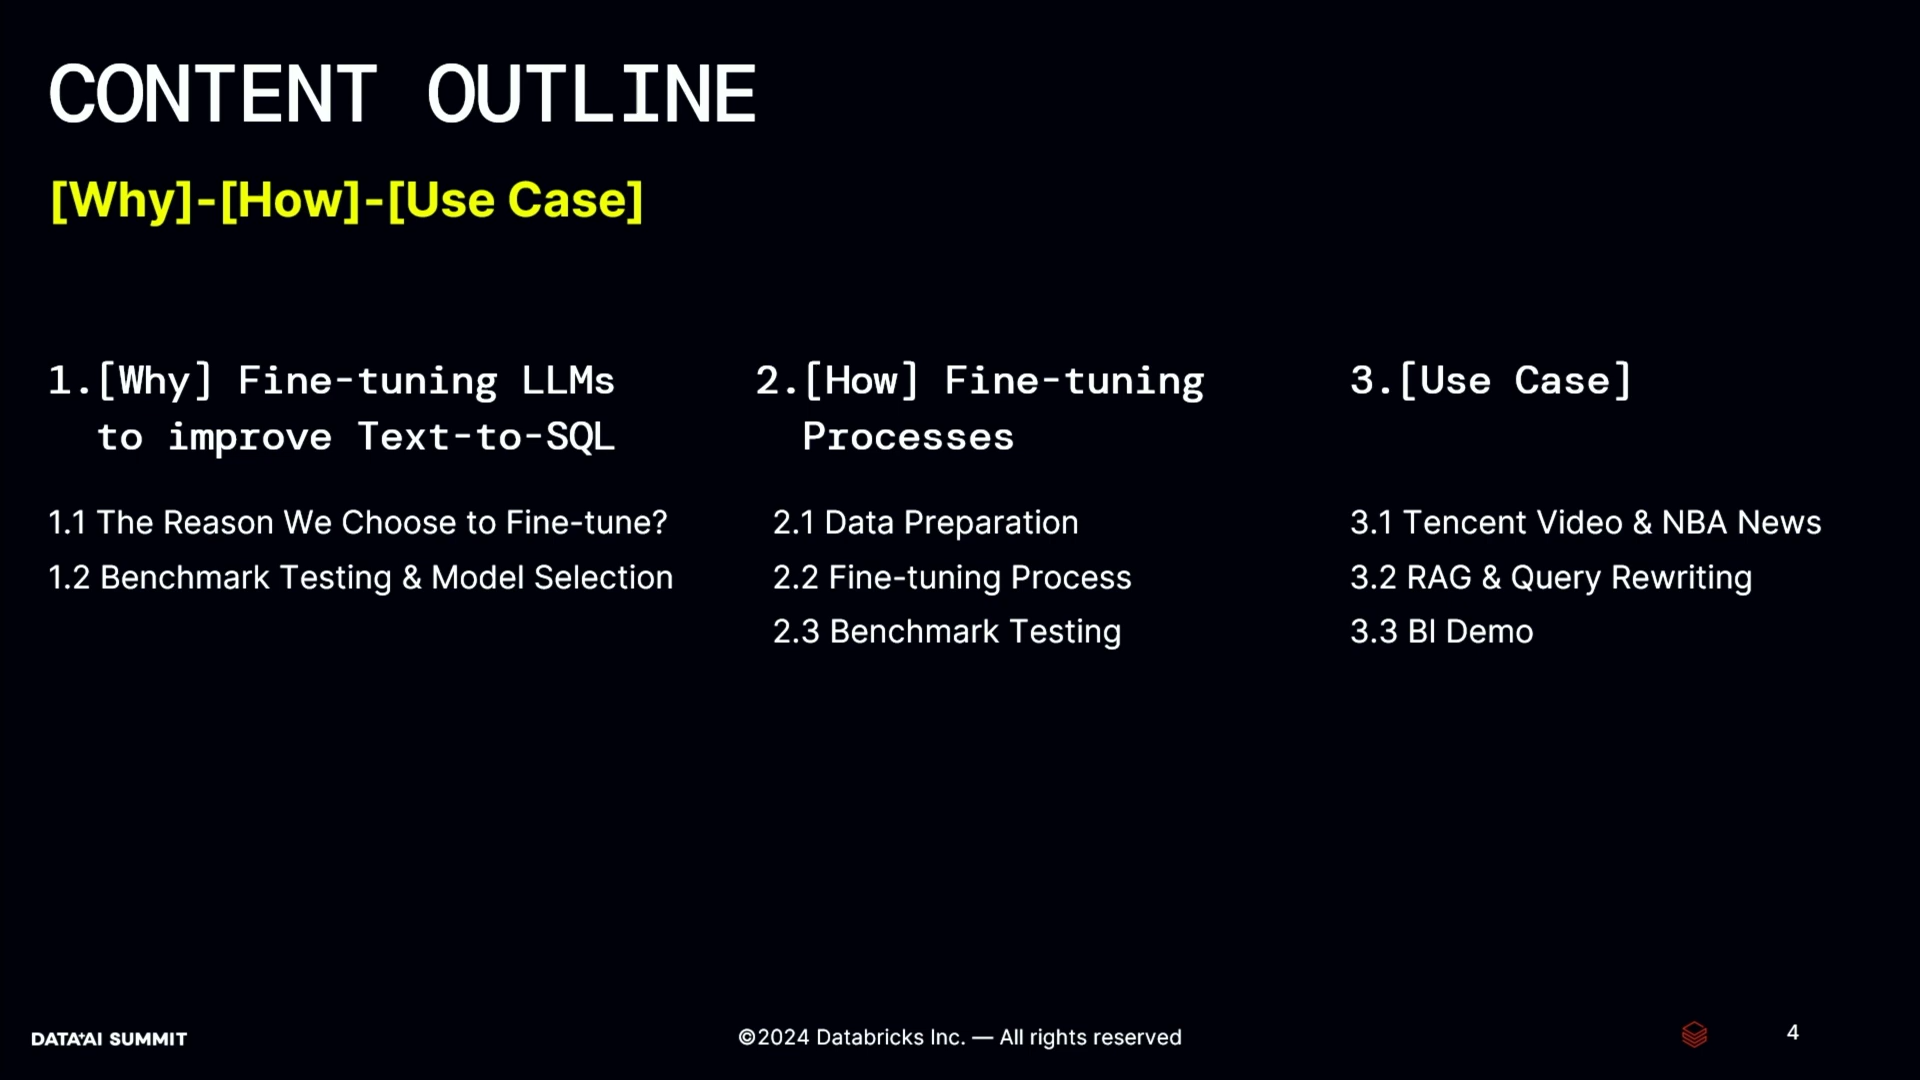 CONTENT OUTLINE
[Why]-[How]-[Use Case]
1.[Why] Fine-tuning LLMs
to improve Text-to-SQL
1.1 The Reason We Choose to Fine-tune?
1.2 Benchmark Testing & Model Selection
2.[How] Fine-tuning
Processes
2.1 Data Preparation
2.2 Fine-tuning Process
2.3 Benchmark Testing
3.[Use Case]
3.1 Tencent Video & NBA News
3.2 RAG & Query Rewriting
3.3 BI Demo
DATA+AI SUMMIT
©2024 Databricks Inc. — All rights reserved
4